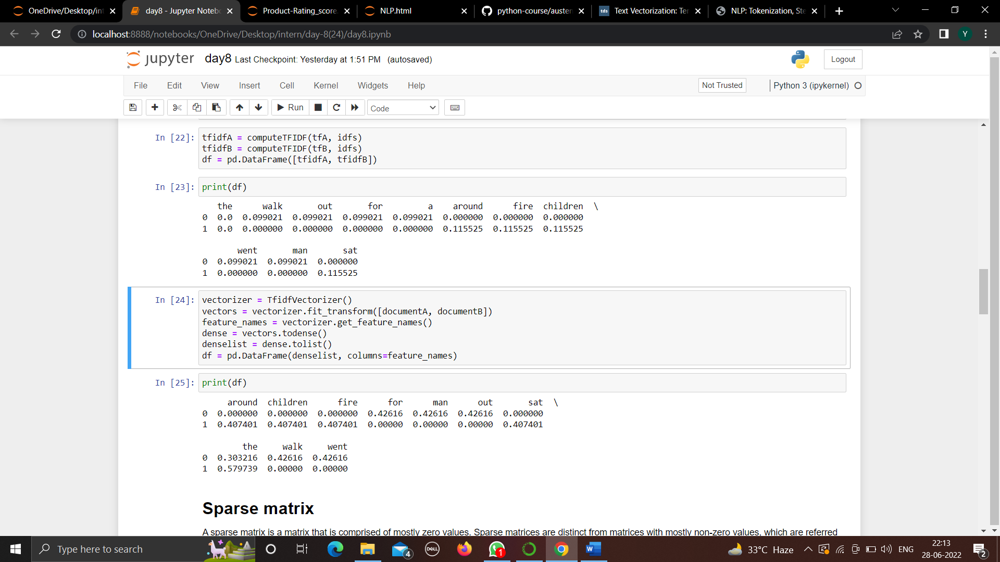 OneDrive/Desktop/int
day8 - Jupyter Notebo
Product-Rating_score
NLP.html
python-course/austen
tds Text Vectorization: Ter
NLP: Tokenization, Ste
localhost:8888/notebooks/OneDrive/Desktop/intern/day-8(24)/day8.ipynb
Y
jupyter day8 Last Checkpoint: Yesterday at 1:51 PM (autosaved)
Logout
File Edit View Insert Cell Kernel Widgets Help
Not Trusted
Python 3 (ipykernel)
Run
Code
In [22]: tfidfA = computeTFIDF(tfA, idfs)
tfidfB = computeTFIDF(tfB, idfs)
df = pd.DataFrame([tfidfA, tfidfB])
In [23]: print(df)
the walk out for a around fire children \
0 0.0 0.099021 0.099021 0.099021 0.099021 0.000000 0.000000 0.000000
1 0.0 0.000000 0.000000 0.000000 0.000000 0.115525 0.115525 0.115525
went man sat
0 0.099021 0.099021 0.000000
1 0.000000 0.000000 0.115525
In [24]: vectorizer = TfidfVectorizer()
vectors = vectorizer.fit_transform([documentA, documentB])
feature_names = vectorizer.get_feature_names()
dense = vectors.todense()
denselist = dense.tolist()
df = pd.DataFrame(denselist, columns=feature_names)
In [25]: print(df)
around children fire for man out sat \
0 0.000000 0.000000 0.000000 0.42616 0.42616 0.42616 0.000000
1 0.407401 0.407401 0.407401 0.00000 0.00000 0.00000 0.407401
the walk went
0 0.303216 0.42616 0.42616
1 0.579739 0.00000 0.00000
Sparse matrix
A sparse matrix is a matrix that is comprised of mostly zero values. Sparse matrices are distinct from matrices with mostly non-zero values, which are referred
Type here to search
4
DELL
1
W
33°C Haze
ENG
22:13
28-06-2022
2